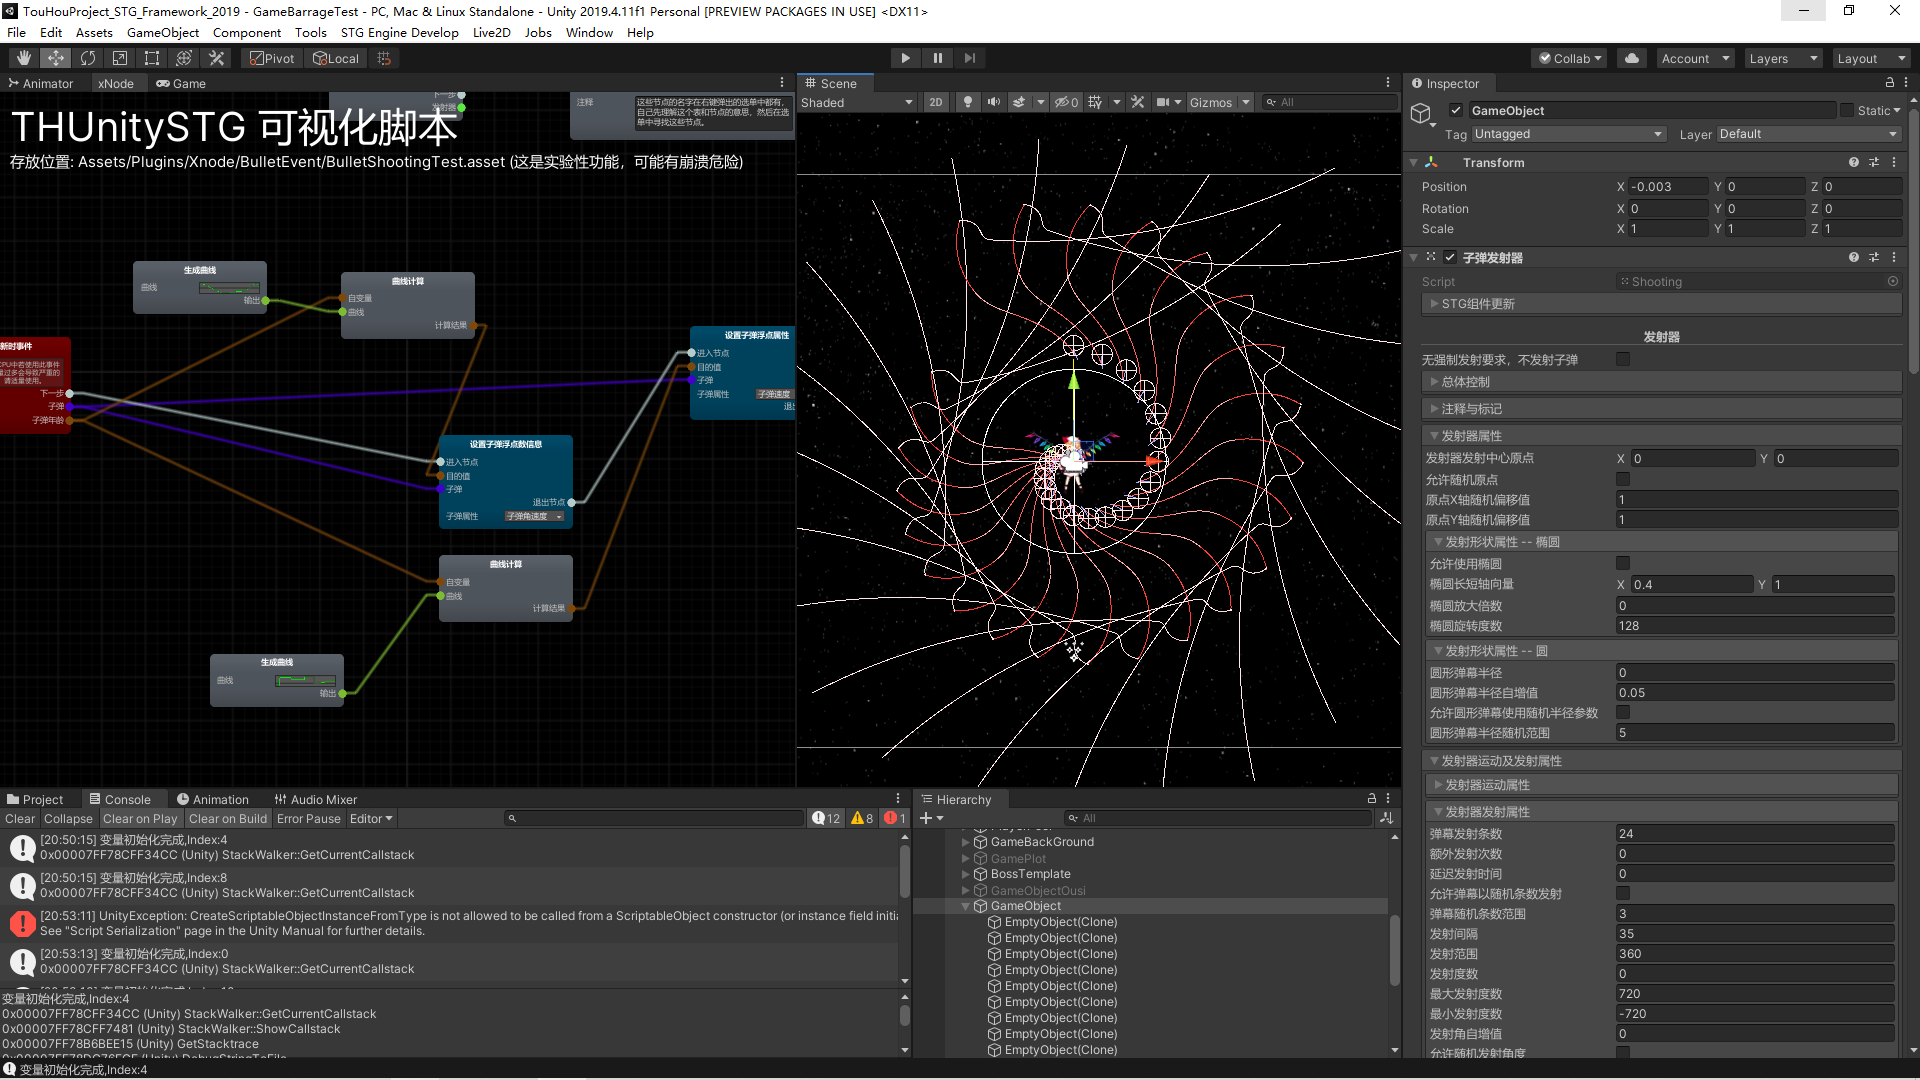 TouHouProject_STG_Framework_2019 - GameBarrageTest - PC, Mac & Linux Standalone - Unity 2019.4.11f1 Personal [PREVIEW PACKAGES IN USE] <DX11>
File Edit Assets GameObject Component Tools STG Engine Develop Live2D Jobs Window Help
Pivot Local Collab Account Layers Layout
Animator xNode Game
下一步
发射器
注释
这些节点的名字在右键弹出的选单中都有,
自己先理解这个表和节点的意思，然后在选
单中寻找这些节点。
THUnitySTG 可视化脚本
存放位置: Assets/Plugins/Xnode/BulletEvent/BulletShootingTest.asset (这是实验性功能，可能有崩溃危险)
生成曲线
曲线
输出
曲线计算
自变量
曲线
计算结果
新时事件
CPU中若使用此事件
量过多会导致严重的
请适量使用。
下一步
子弹
子弹年龄
设置子弹浮点属性
进入节点
目的值
子弹
子弹属性 子弹速度
退出
设置子弹浮点数信息
进入节点
目的值
子弹
退出节点
子弹属性 子弹角速度
曲线计算
自变量
曲线
计算结果
生成曲线
曲线
输出
Scene
Shaded 2D 0 Gizmos All
Inspector
GameObject Static
Tag Untagged Layer Default
Transform
Position X -0.003 Y 0 Z 0
Rotation X 0 Y 0 Z 0
Scale X 1 Y 1 Z 1
子弹发射器
Script Shooting
STG组件更新
发射器
无强制发射要求，不发射子弹
总体控制
注释与标记
发射器属性
发射器发射中心原点 X 0 Y 0
允许随机原点
原点X轴随机偏移值 1
原点Y轴随机偏移值 1
发射形状属性 -- 椭圆
允许使用椭圆
椭圆长短轴向量 X 0.4 Y 1
椭圆放大倍数 0
椭圆旋转度数 128
发射形状属性 -- 圆
圆形弹幕半径 0
圆形弹幕半径自增值 0.05
允许圆形弹幕使用随机半径参数
圆形弹幕半径随机范围 5
发射器运动及发射属性
发射器运动属性
发射器发射属性
弹幕发射条数 24
额外发射次数 0
延迟发射时间 0
允许弹幕以随机条数发射
弹幕随机条数范围 3
发射间隔 35
发射范围 360
发射度数 0
最大发射度数 720
最小发射度数 -720
发射角自增值 0
允许随机发射角度
Project Console Animation Audio Mixer
Clear Collapse Clear on Play Clear on Build Error Pause Editor 12 8 1
[20:50:15] 变量初始化完成,Index:4
0x00007FF78CFF34CC (Unity) StackWalker::GetCurrentCallstack
[20:50:15] 变量初始化完成,Index:8
0x00007FF78CFF34CC (Unity) StackWalker::GetCurrentCallstack
[20:53:11] UnityException: CreateScriptableObjectInstanceFromType is not allowed to be called from a ScriptableObject constructor (or instance field initia
See "Script Serialization" page in the Unity Manual for further details.
[20:53:13] 变量初始化完成,Index:0
0x00007FF78CFF34CC (Unity) StackWalker::GetCurrentCallstack
变量初始化完成,Index:4
0x00007FF78CFF34CC (Unity) StackWalker::GetCurrentCallstack
0x00007FF78CFF7481 (Unity) StackWalker::ShowCallstack
0x00007FF78B6BEE15 (Unity) GetStacktrace
变量初始化完成,Index:4
Hierarchy
All
GameBackGround
GamePlot
BossTemplate
GameObjectOusi
GameObject
EmptyObject(Clone)
EmptyObject(Clone)
EmptyObject(Clone)
EmptyObject(Clone)
EmptyObject(Clone)
EmptyObject(Clone)
EmptyObject(Clone)
EmptyObject(Clone)
EmptyObject(Clone)